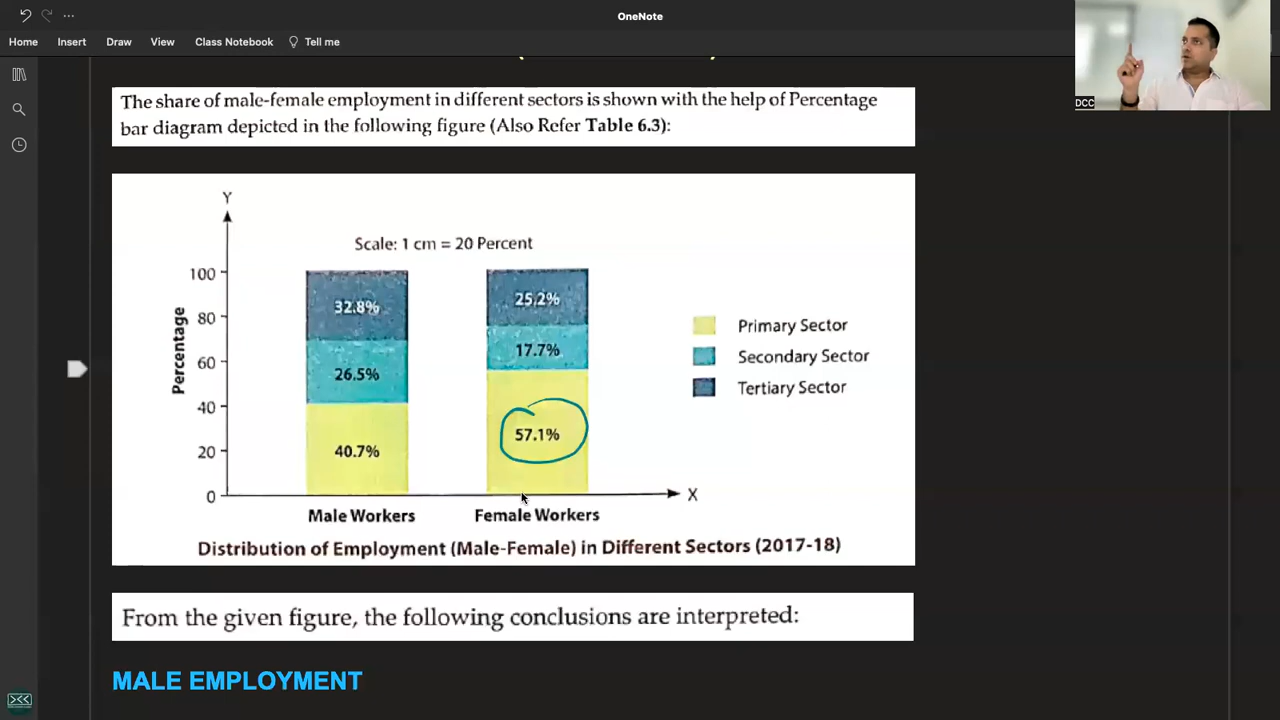 OneNote
Home Insert Draw View Class Notebook Tell me
DCC
The share of male-female employment in different sectors is shown with the help of Percentage
bar diagram depicted in the following figure (Also Refer Table 6.3):
Y
Scale: 1 cm = 20 Percent
100
80
60
40
20
0
Percentage
32.8%
26.5%
40.7%
25.2%
17.7%
57.1%
Primary Sector
Secondary Sector
Tertiary Sector
X
Male Workers Female Workers
Distribution of Employment (Male-Female) in Different Sectors (2017-18)
From the given figure, the following conclusions are interpreted:
MALE EMPLOYMENT